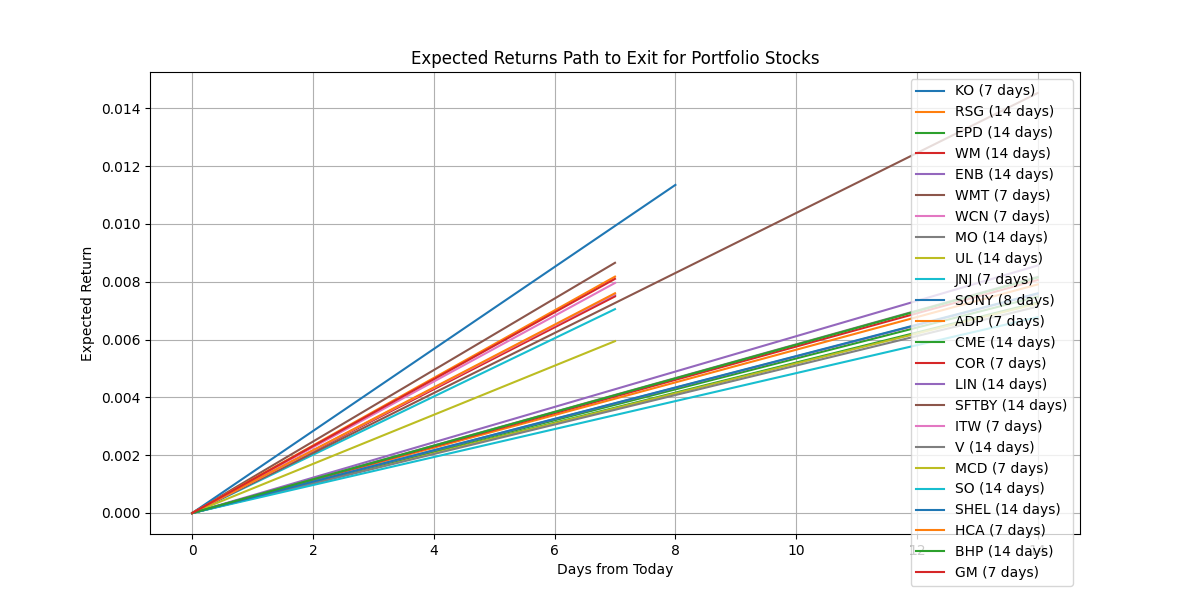 Expected Returns Path to Exit for Portfolio Stocks
Expected Return
0.014
0.012
0.010
0.008
0.006
0.004
0.002
0.000
0
2
4
6
8
10
12
14
Days from Today
KO (7 days)
RSG (14 days)
EPD (14 days)
WM (14 days)
ENB (14 days)
WMT (7 days)
WCN (7 days)
MO (14 days)
UL (14 days)
JNJ (7 days)
SONY (8 days)
ADP (7 days)
CME (14 days)
COR (7 days)
LIN (14 days)
SFTBY (14 days)
ITW (7 days)
V (14 days)
MCD (7 days)
SO (14 days)
SHEL (14 days)
HCA (7 days)
BHP (14 days)
GM (7 days)